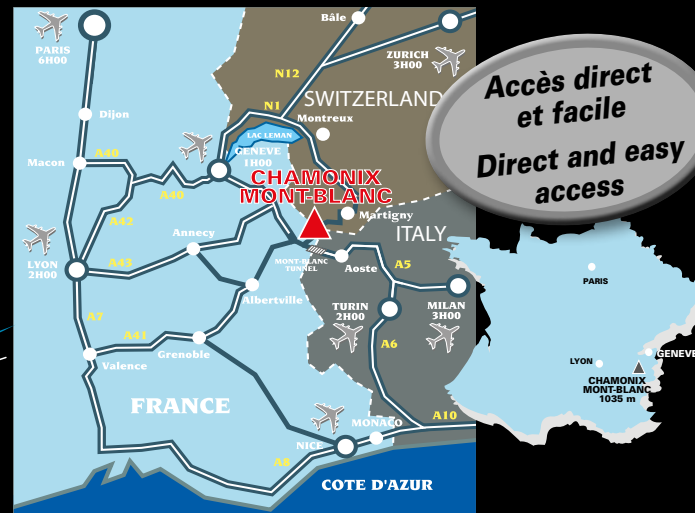 Bâle
PARIS
6H00
ZURICH
3H00
N12
SWITZERLAND
N1
Montreux
Dijon
LAC LEMAN
GENEVE
1H00
Macon
A40
A40
CHAMONIX
MONT-BLANC
Martigny
A42
Annecy
ITALY
LYON
2H00
A43
MONT-BLANC
TUNNEL
Aoste
A5
Albertville
TURIN
2H00
MILAN
3H00
A7
A41
Grenoble
Valence
A6
FRANCE
A10
MONACO
NICE
A8
COTE D'AZUR
Accès direct
et facile
Direct and easy
access
PARIS
LYON
GENEVE
CHAMONIX
MONT-BLANC
1035 m